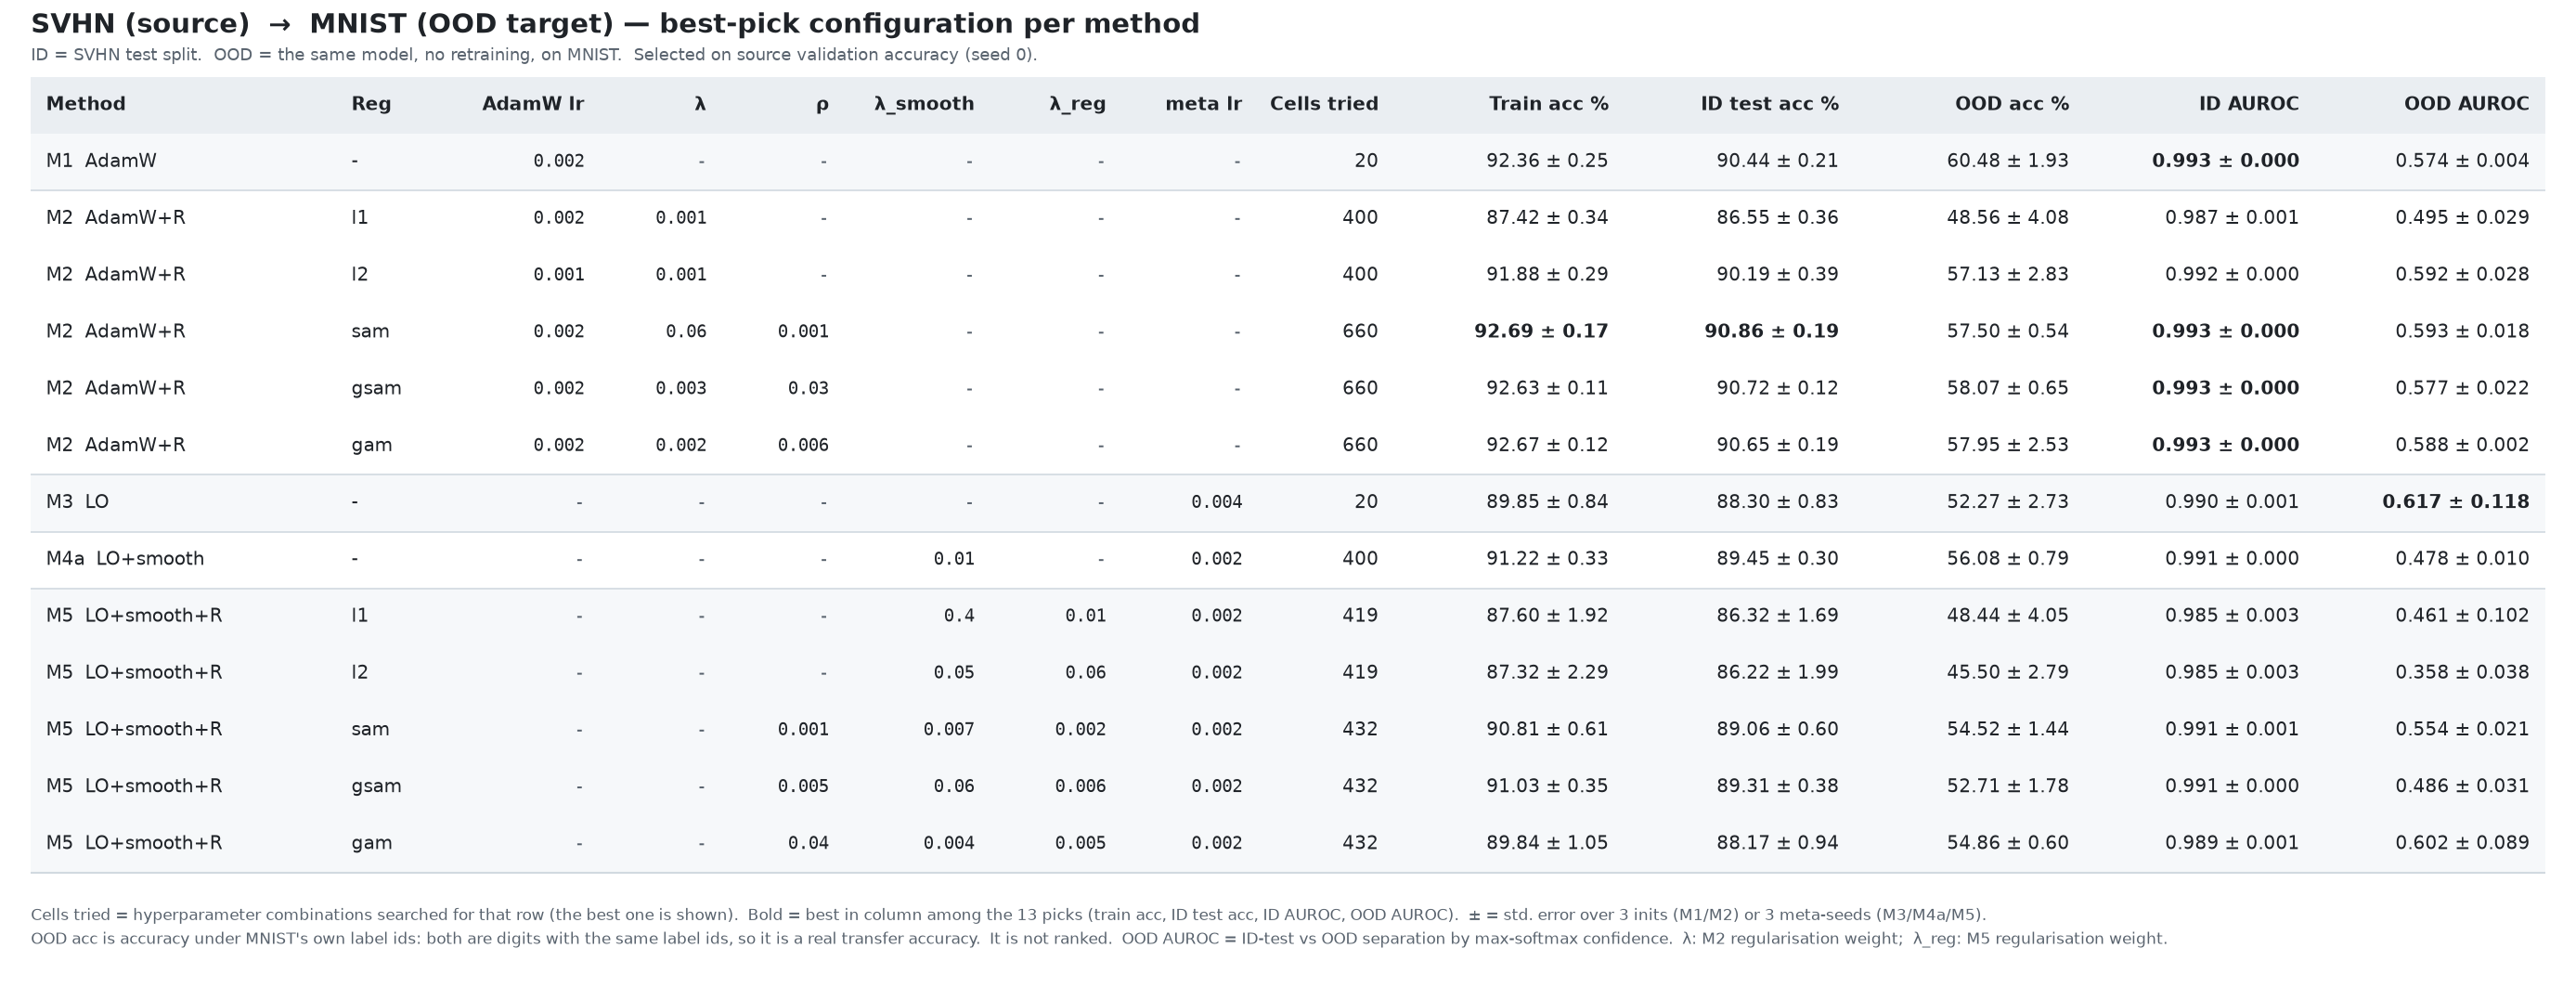 SVHN (source) → MNIST (OOD target) — best-pick configuration per method
ID = SVHN test split. OOD = the same model, no retraining, on MNIST. Selected on source validation accuracy (seed 0).
Method Reg AdamW lr λ ρ λ_smooth λ_reg meta lr Cells tried Train acc % ID test acc % OOD acc % ID AUROC OOD AUROC
M1 AdamW - 0.002 - - - - - 20 92.36 ± 0.25 90.44 ± 0.21 60.48 ± 1.93 0.993 ± 0.000 0.574 ± 0.004
M2 AdamW+R l1 0.002 0.001 - - - - 400 87.42 ± 0.34 86.55 ± 0.36 48.56 ± 4.08 0.987 ± 0.001 0.495 ± 0.029
M2 AdamW+R l2 0.001 0.001 - - - - 400 91.88 ± 0.29 90.19 ± 0.39 57.13 ± 2.83 0.992 ± 0.000 0.592 ± 0.028
M2 AdamW+R sam 0.002 0.06 0.001 - - - 660 92.69 ± 0.17 90.86 ± 0.19 57.50 ± 0.54 0.993 ± 0.000 0.593 ± 0.018
M2 AdamW+R gsam 0.002 0.003 0.03 - - - 660 92.63 ± 0.11 90.72 ± 0.12 58.07 ± 0.65 0.993 ± 0.000 0.577 ± 0.022
M2 AdamW+R gam 0.002 0.002 0.006 - - - 660 92.67 ± 0.12 90.65 ± 0.19 57.95 ± 2.53 0.993 ± 0.000 0.588 ± 0.002
M3 LO - - - - - - 0.004 20 89.85 ± 0.84 88.30 ± 0.83 52.27 ± 2.73 0.990 ± 0.001 0.617 ± 0.118
M4a LO+smooth - - - - 0.01 - 0.002 400 91.22 ± 0.33 89.45 ± 0.30 56.08 ± 0.79 0.991 ± 0.000 0.478 ± 0.010
M5 LO+smooth+R l1 - - - 0.4 0.01 0.002 419 87.60 ± 1.92 86.32 ± 1.69 48.44 ± 4.05 0.985 ± 0.003 0.461 ± 0.102
M5 LO+smooth+R l2 - - - 0.05 0.06 0.002 419 87.32 ± 2.29 86.22 ± 1.99 45.50 ± 2.79 0.985 ± 0.003 0.358 ± 0.038
M5 LO+smooth+R sam - - 0.001 0.007 0.002 0.002 432 90.81 ± 0.61 89.06 ± 0.60 54.52 ± 1.44 0.991 ± 0.001 0.554 ± 0.021
M5 LO+smooth+R gsam - - 0.005 0.06 0.006 0.002 432 91.03 ± 0.35 89.31 ± 0.38 52.71 ± 1.78 0.991 ± 0.000 0.486 ± 0.031
M5 LO+smooth+R gam - - 0.04 0.004 0.005 0.002 432 89.84 ± 1.05 88.17 ± 0.94 54.86 ± 0.60 0.989 ± 0.001 0.602 ± 0.089
Cells tried = hyperparameter combinations searched for that row (the best one is shown). Bold = best in column among the 13 picks (train acc, ID test acc, ID AUROC, OOD AUROC). ± = std. error over 3 inits (M1/M2) or 3 meta-seeds (M3/M4a/M5).
OOD acc is accuracy under MNIST's own label ids: both are digits with the same label ids, so it is a real transfer accuracy. It is not ranked. OOD AUROC = ID-test vs OOD separation by max-softmax confidence. λ: M2 regularisation weight; λ_reg: M5 regularisation weight.